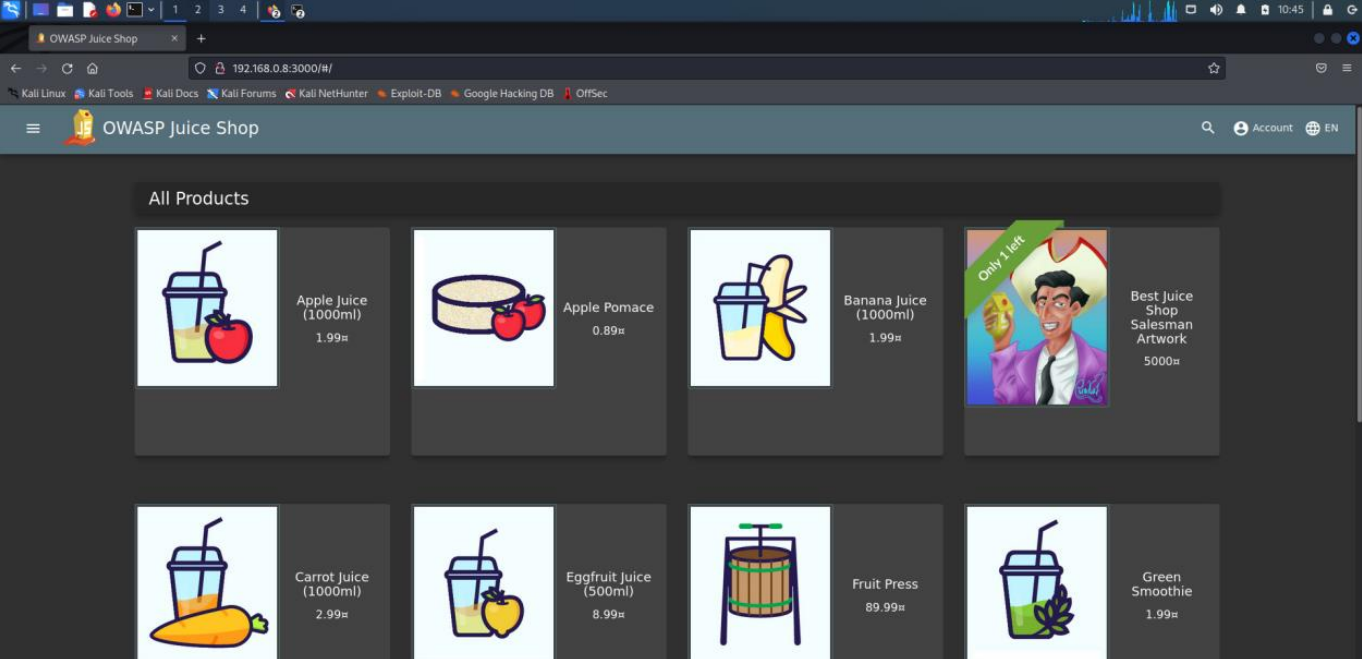 1 2 3 4 2 2 10:45
OWASP Juice Shop
192.168.0.8:3000/#/
Kali Linux Kali Tools Kali Docs Kali Forums Kali NetHunter Exploit-DB Google Hacking DB OffSec
JS OWASP Juice Shop Account EN
All Products
Only 1 left
Apple Juice
(1000ml)
1.99¤
Apple Pomace
0.89¤
Banana Juice
(1000ml)
1.99¤
Best Juice
Shop
Salesman
Artwork
5000¤
Carrot Juice
(1000ml)
2.99¤
Eggfruit Juice
(500ml)
8.99¤
Fruit Press
89.99¤
Green
Smoothie
1.99¤